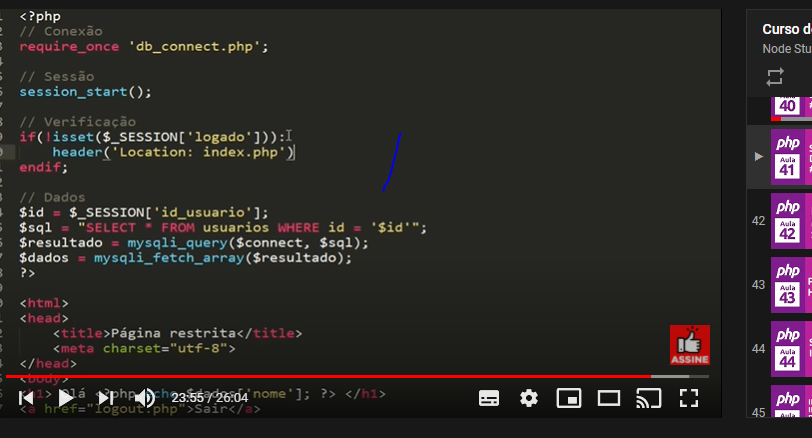 <?php
// Conexão
require_once 'db_connect.php';
// Sessão
session_start();
// Verificação
if(!isset($_SESSION['logado'])):
header('Location: index.php')
endif;
// Dados
$id = $_SESSION['id_usuario'];
$sql = "SELECT * FROM usuarios WHERE id = '$id'";
$resultado = mysqli_query($connect, $sql);
$dados = mysqli_fetch_array($resultado);
?>
<html>
<head>
<title>Página restrita</title>
<meta charset="utf-8">
</head>
<body>
<h1> Olá <?php echo $dados['nome']; ?> </h1>
<a href="logout.php">Sair</a>
23:55 / 26:04
ASSINE
Curso d
Node Stu
40
php
Aula
41
42
php
Aula
42
43
php
Aula
43
44
php
Aula
44
45
php
Aula